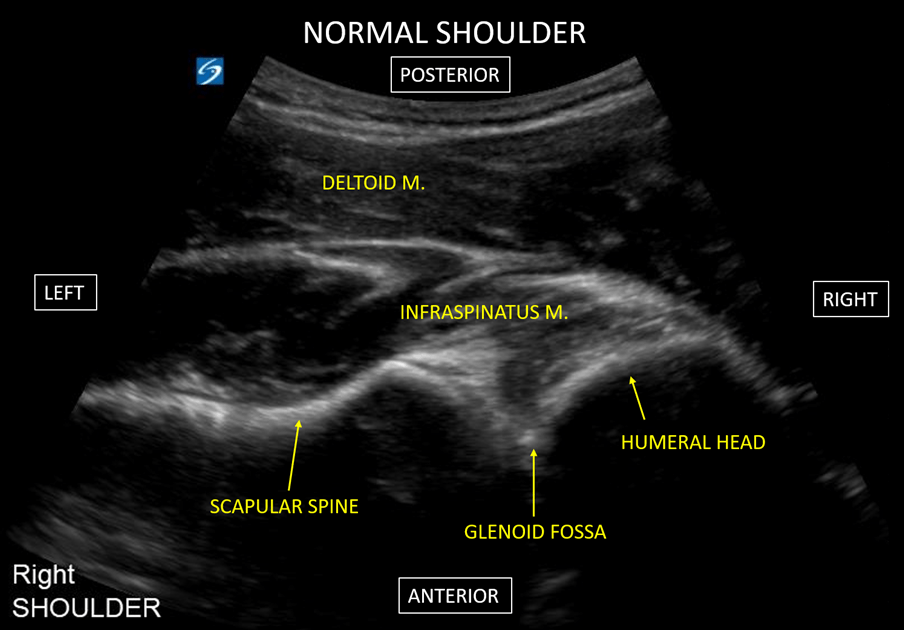 NORMAL SHOULDER
POSTERIOR
DELTOID M.
LEFT
RIGHT
INFRASPINATUS M.
HUMERAL HEAD
SCAPULAR SPINE
GLENOID FOSSA
Right
SHOULDER
ANTERIOR